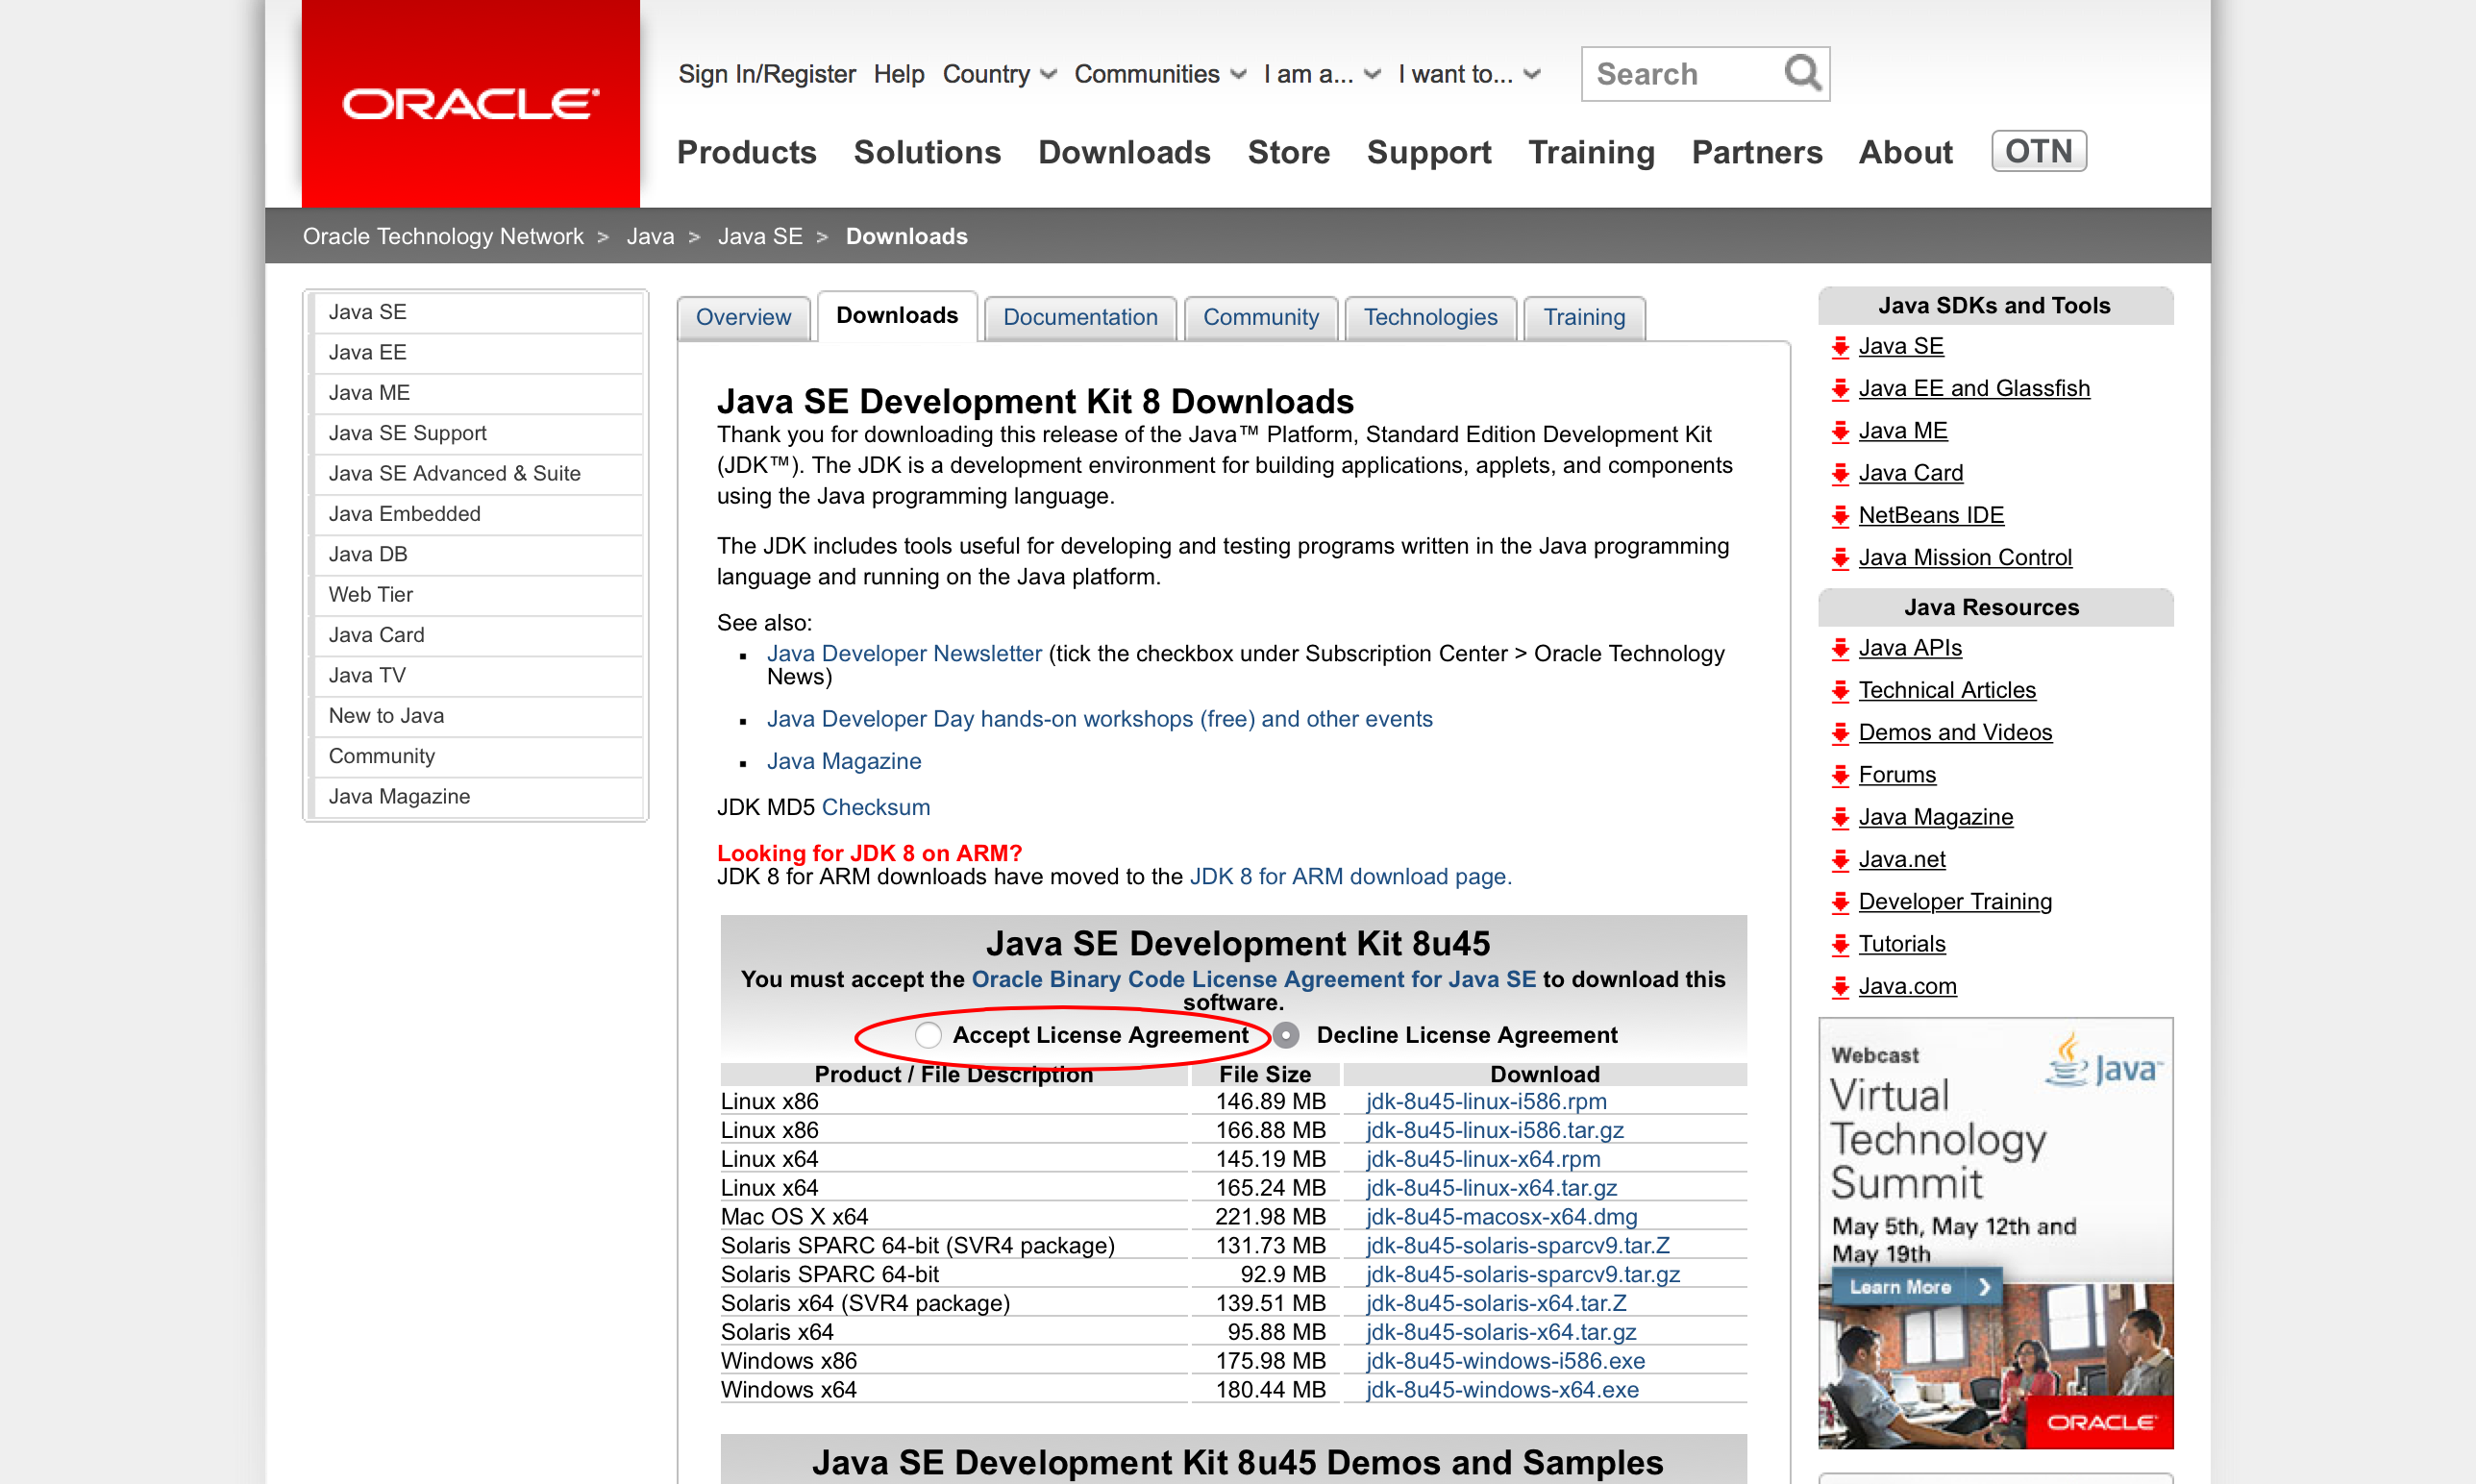 ORACLE
Sign In/Register Help Country Communities I am a... I want to... Search
Products Solutions Downloads Store Support Training Partners About OTN
Oracle Technology Network > Java > Java SE > Downloads
Java SE
Java EE
Java ME
Java SE Support
Java SE Advanced & Suite
Java Embedded
Java DB
Web Tier
Java Card
Java TV
New to Java
Community
Java Magazine
Overview Downloads Documentation Community Technologies Training
Java SE Development Kit 8 Downloads
Thank you for downloading this release of the Java™ Platform, Standard Edition Development Kit
(JDK™). The JDK is a development environment for building applications, applets, and components
using the Java programming language.
The JDK includes tools useful for developing and testing programs written in the Java programming
language and running on the Java platform.
See also:
Java Developer Newsletter (tick the checkbox under Subscription Center > Oracle Technology
News)
Java Developer Day hands-on workshops (free) and other events
Java Magazine
JDK MD5 Checksum
Looking for JDK 8 on ARM?
JDK 8 for ARM downloads have moved to the JDK 8 for ARM download page.
Java SE Development Kit 8u45
You must accept the Oracle Binary Code License Agreement for Java SE to download this
software.
Accept License Agreement Decline License Agreement
Product / File Description File Size Download
Linux x86 146.89 MB jdk-8u45-linux-i586.rpm
Linux x86 166.88 MB jdk-8u45-linux-i586.tar.gz
Linux x64 145.19 MB jdk-8u45-linux-x64.rpm
Linux x64 165.24 MB jdk-8u45-linux-x64.tar.gz
Mac OS X x64 221.98 MB jdk-8u45-macosx-x64.dmg
Solaris SPARC 64-bit (SVR4 package) 131.73 MB jdk-8u45-solaris-sparcv9.tar.Z
Solaris SPARC 64-bit 92.9 MB jdk-8u45-solaris-sparcv9.tar.gz
Solaris x64 (SVR4 package) 139.51 MB jdk-8u45-solaris-x64.tar.Z
Solaris x64 95.88 MB jdk-8u45-solaris-x64.tar.gz
Windows x86 175.98 MB jdk-8u45-windows-i586.exe
Windows x64 180.44 MB jdk-8u45-windows-x64.exe
Java SE Development Kit 8u45 Demos and Samples
Java SDKs and Tools
Java SE
Java EE and Glassfish
Java ME
Java Card
NetBeans IDE
Java Mission Control
Java Resources
Java APIs
Technical Articles
Demos and Videos
Forums
Java Magazine
Java.net
Developer Training
Tutorials
Java.com
Webcast
Java™
Virtual
Technology
Summit
May 5th, May 12th and
May 19th
Learn More
ORACLE